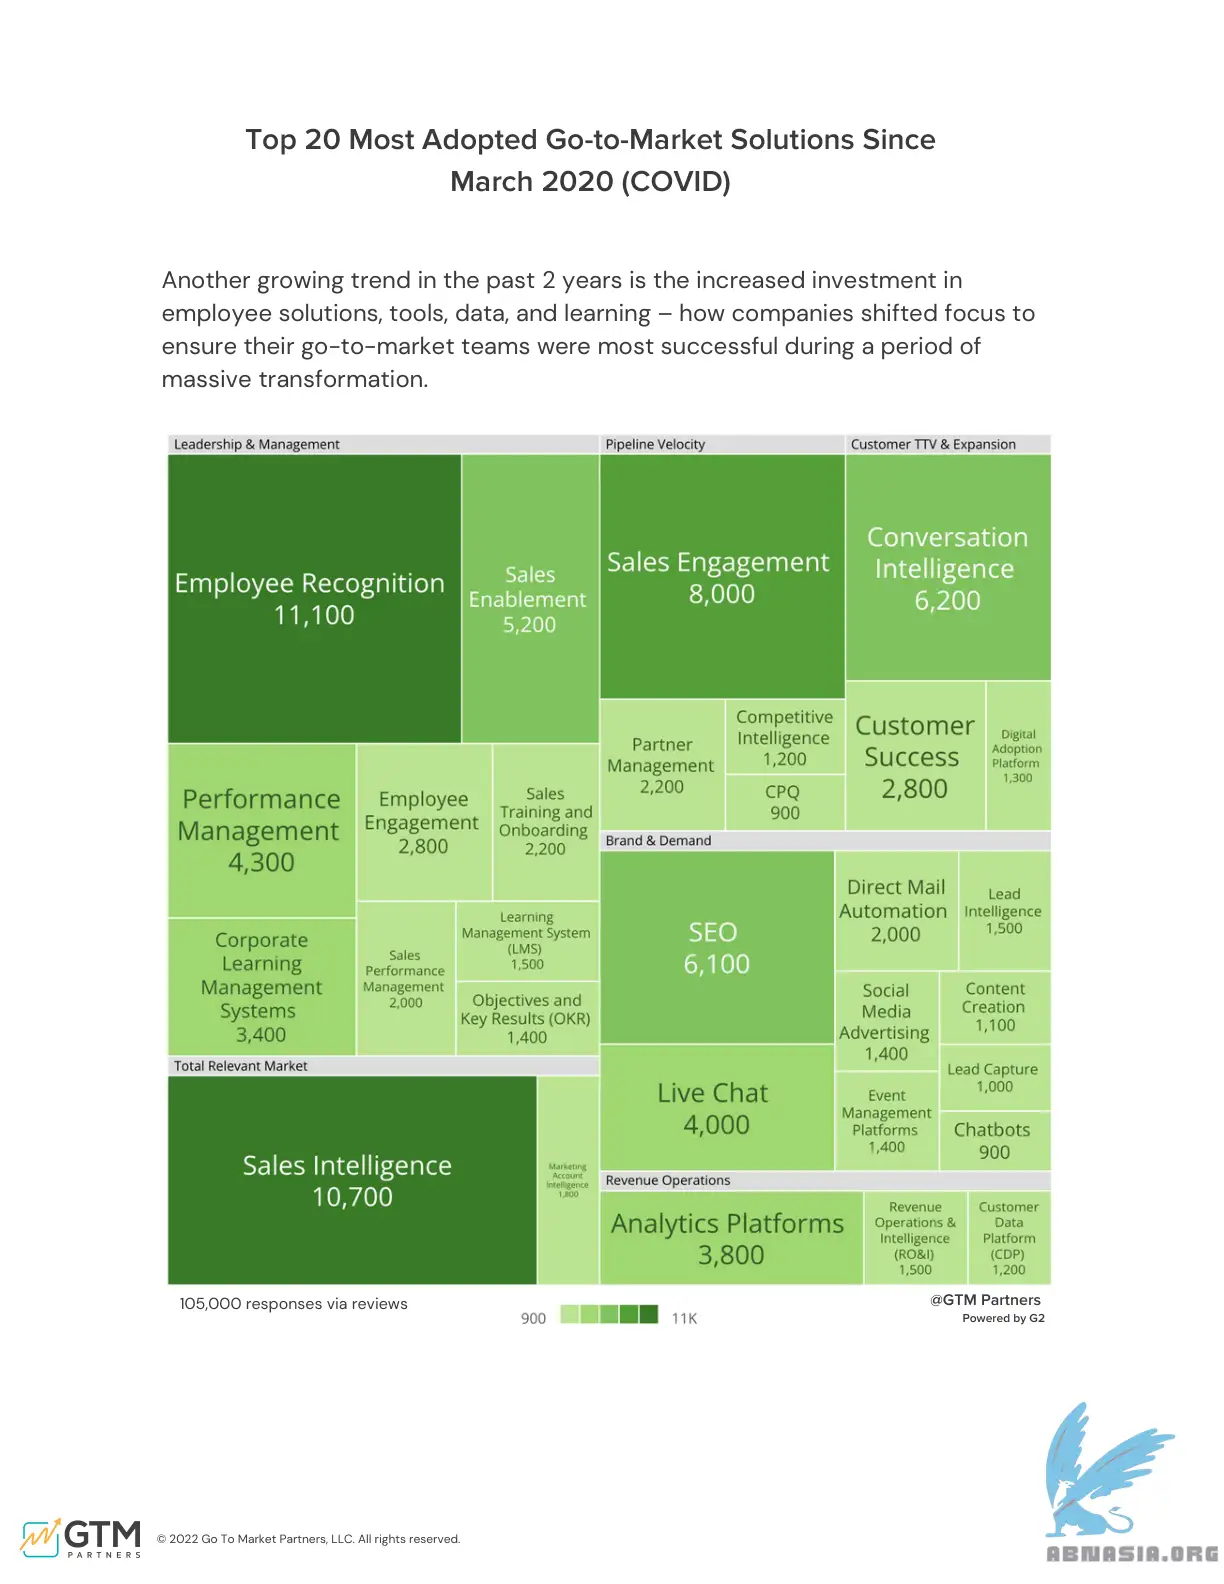 Top 20 Most Adopted Go-to-Market Solutions Since
March 2020 (COVID)
Another growing trend in the past 2 years is the increased investment in
employee solutions, tools, data, and learning – how companies shifted focus to
ensure their go-to-market teams were most successful during a period of
massive transformation.
Leadership & Management
Employee Recognition
11,100
Sales
Enablement
5,200
Performance
Management
4,300
Employee
Engagement
2,800
Sales
Training and
Onboarding
2,200
Corporate
Learning
Management
Systems
3,400
Sales
Performance
Management
2,000
Learning
Management System
(LMS)
1,500
Objectives and
Key Results (OKR)
1,400
Total Relevant Market
Sales Intelligence
10,700
Marketing
Account
Intelligence
1,800
Pipeline Velocity
Sales Engagement
8,000
Partner
Management
2,200
Competitive
Intelligence
1,200
CPQ
900
Customer TTV & Expansion
Conversation
Intelligence
6,200
Customer
Success
2,800
Digital
Adoption
Platform
1,300
Brand & Demand
SEO
6,100
Live Chat
4,000
Direct Mail
Automation
2,000
Lead
Intelligence
1,500
Social
Media
Advertising
1,400
Content
Creation
1,100
Lead Capture
1,000
Event
Management
Platforms
1,400
Chatbots
900
Revenue Operations
Analytics Platforms
3,800
Revenue
Operations &
Intelligence
(RO&I)
1,500
Customer
Data
Platform
(CDP)
1,200
105,000 responses via reviews
900
11K
@GTM Partners
Powered by G2
GTM
PARTNERS
© 2022 Go To Market Partners, LLC. All rights reserved.
ABNASIA.ORG